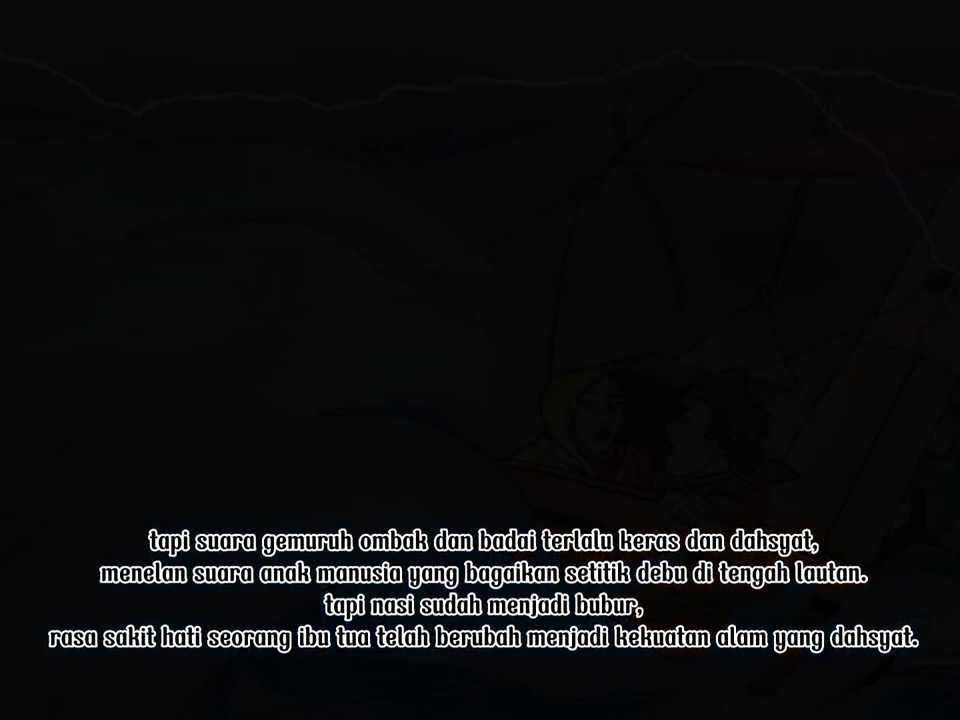 tapi suara gemuruh ombak dan badai terlalu keras dan dahsyat,
menelan suara anak manusia yang bagaikan setitik debu di tengah lautan.
tapi nasi sudah menjadi bubur,
rasa sakit hati seorang ibu tua telah berubah menjadi kekuatan alam yang dahsyat.